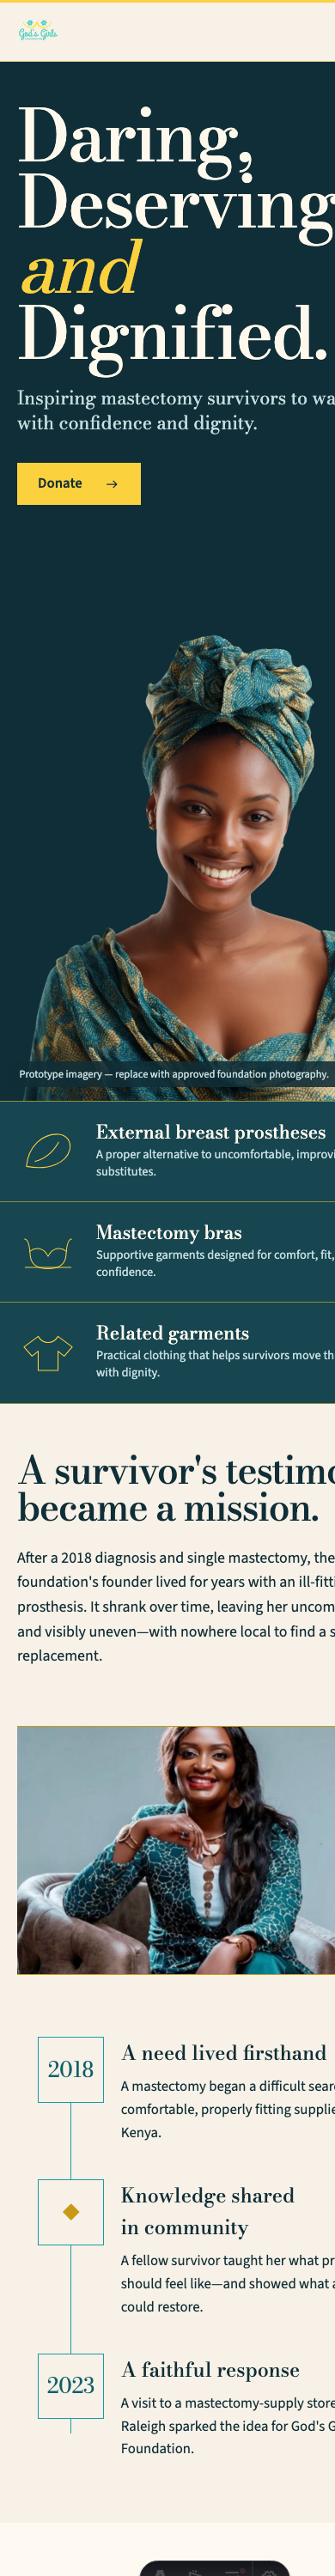 God's Girls
Daring,
Deserving
and
Dignified.
Inspiring mastectomy survivors to wa
with confidence and dignity.
Donate →
Prototype imagery — replace with approved foundation photography.
External breast prostheses
A proper alternative to uncomfortable, improvi
substitutes.
Mastectomy bras
Supportive garments designed for comfort, fit,
confidence.
Related garments
Practical clothing that helps survivors move th
with dignity.
A survivor's testimo
became a mission.
After a 2018 diagnosis and single mastectomy, the
foundation's founder lived for years with an ill-fitti
prosthesis. It shrank over time, leaving her uncom
and visibly uneven—with nowhere local to find a s
replacement.
2018
A need lived firsthand
A mastectomy began a difficult sear
comfortable, properly fitting supplie
Kenya.
Knowledge shared
in community
A fellow survivor taught her what pr
should feel like—and showed what a
could restore.
2023
A faithful response
A visit to a mastectomy-supply store
Raleigh sparked the idea for God's G
Foundation.